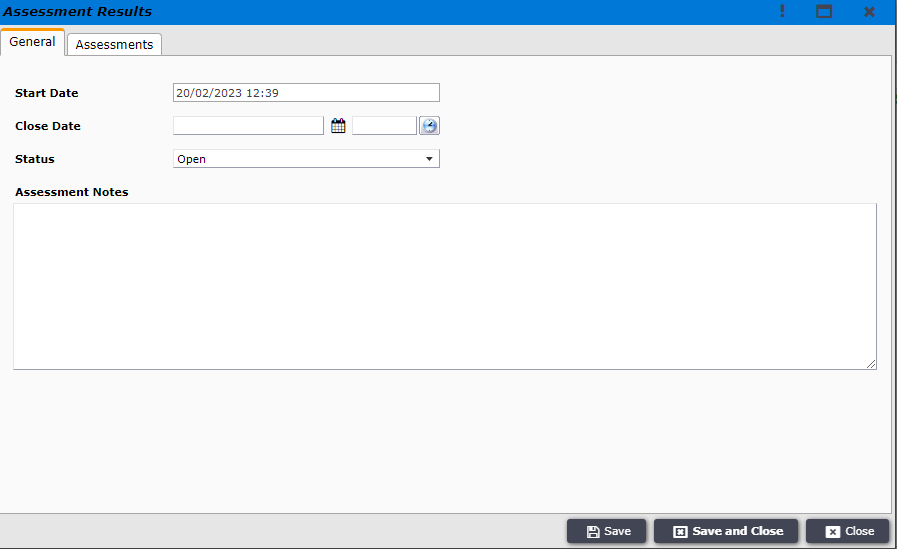 Assessment Results
General
Assessments
Start Date
20/02/2023 12:39
Close Date
Status
Open
Assessment Notes
Save
Save and Close
Close